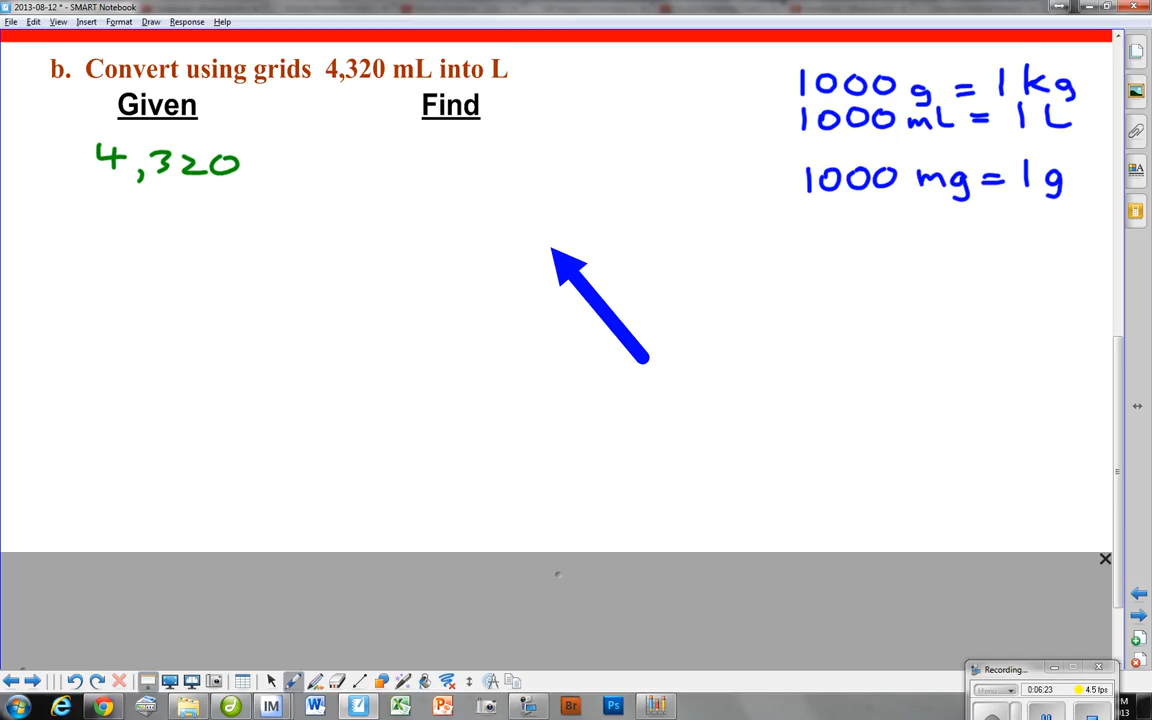 2013-08-12 * - SMART Notebook
File Edit View Insert Format Draw Response Help
b. Convert using grids 4,320 mL into L
Given Find
4,320
1000 g = 1 kg
1000 mL = 1 L
1000 mg = 1 g
Recording...
Menu
0:06:23 4.5 fps
M
013